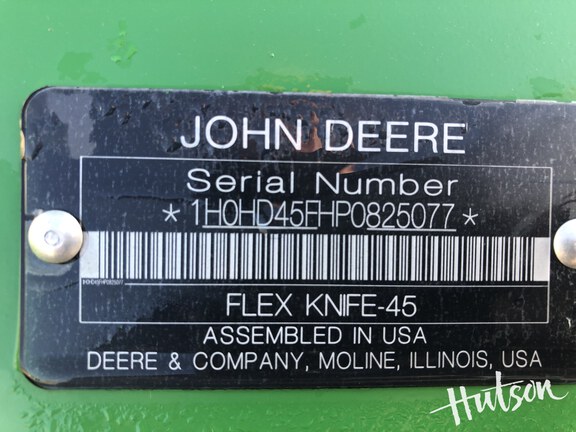 JOHN DEERE
Serial Number
*1H0HD45FHP0825077*
FLEX KNIFE-45
ASSEMBLED IN USA
DEERE & COMPANY, MOLINE, ILLINOIS, USA
Hutson